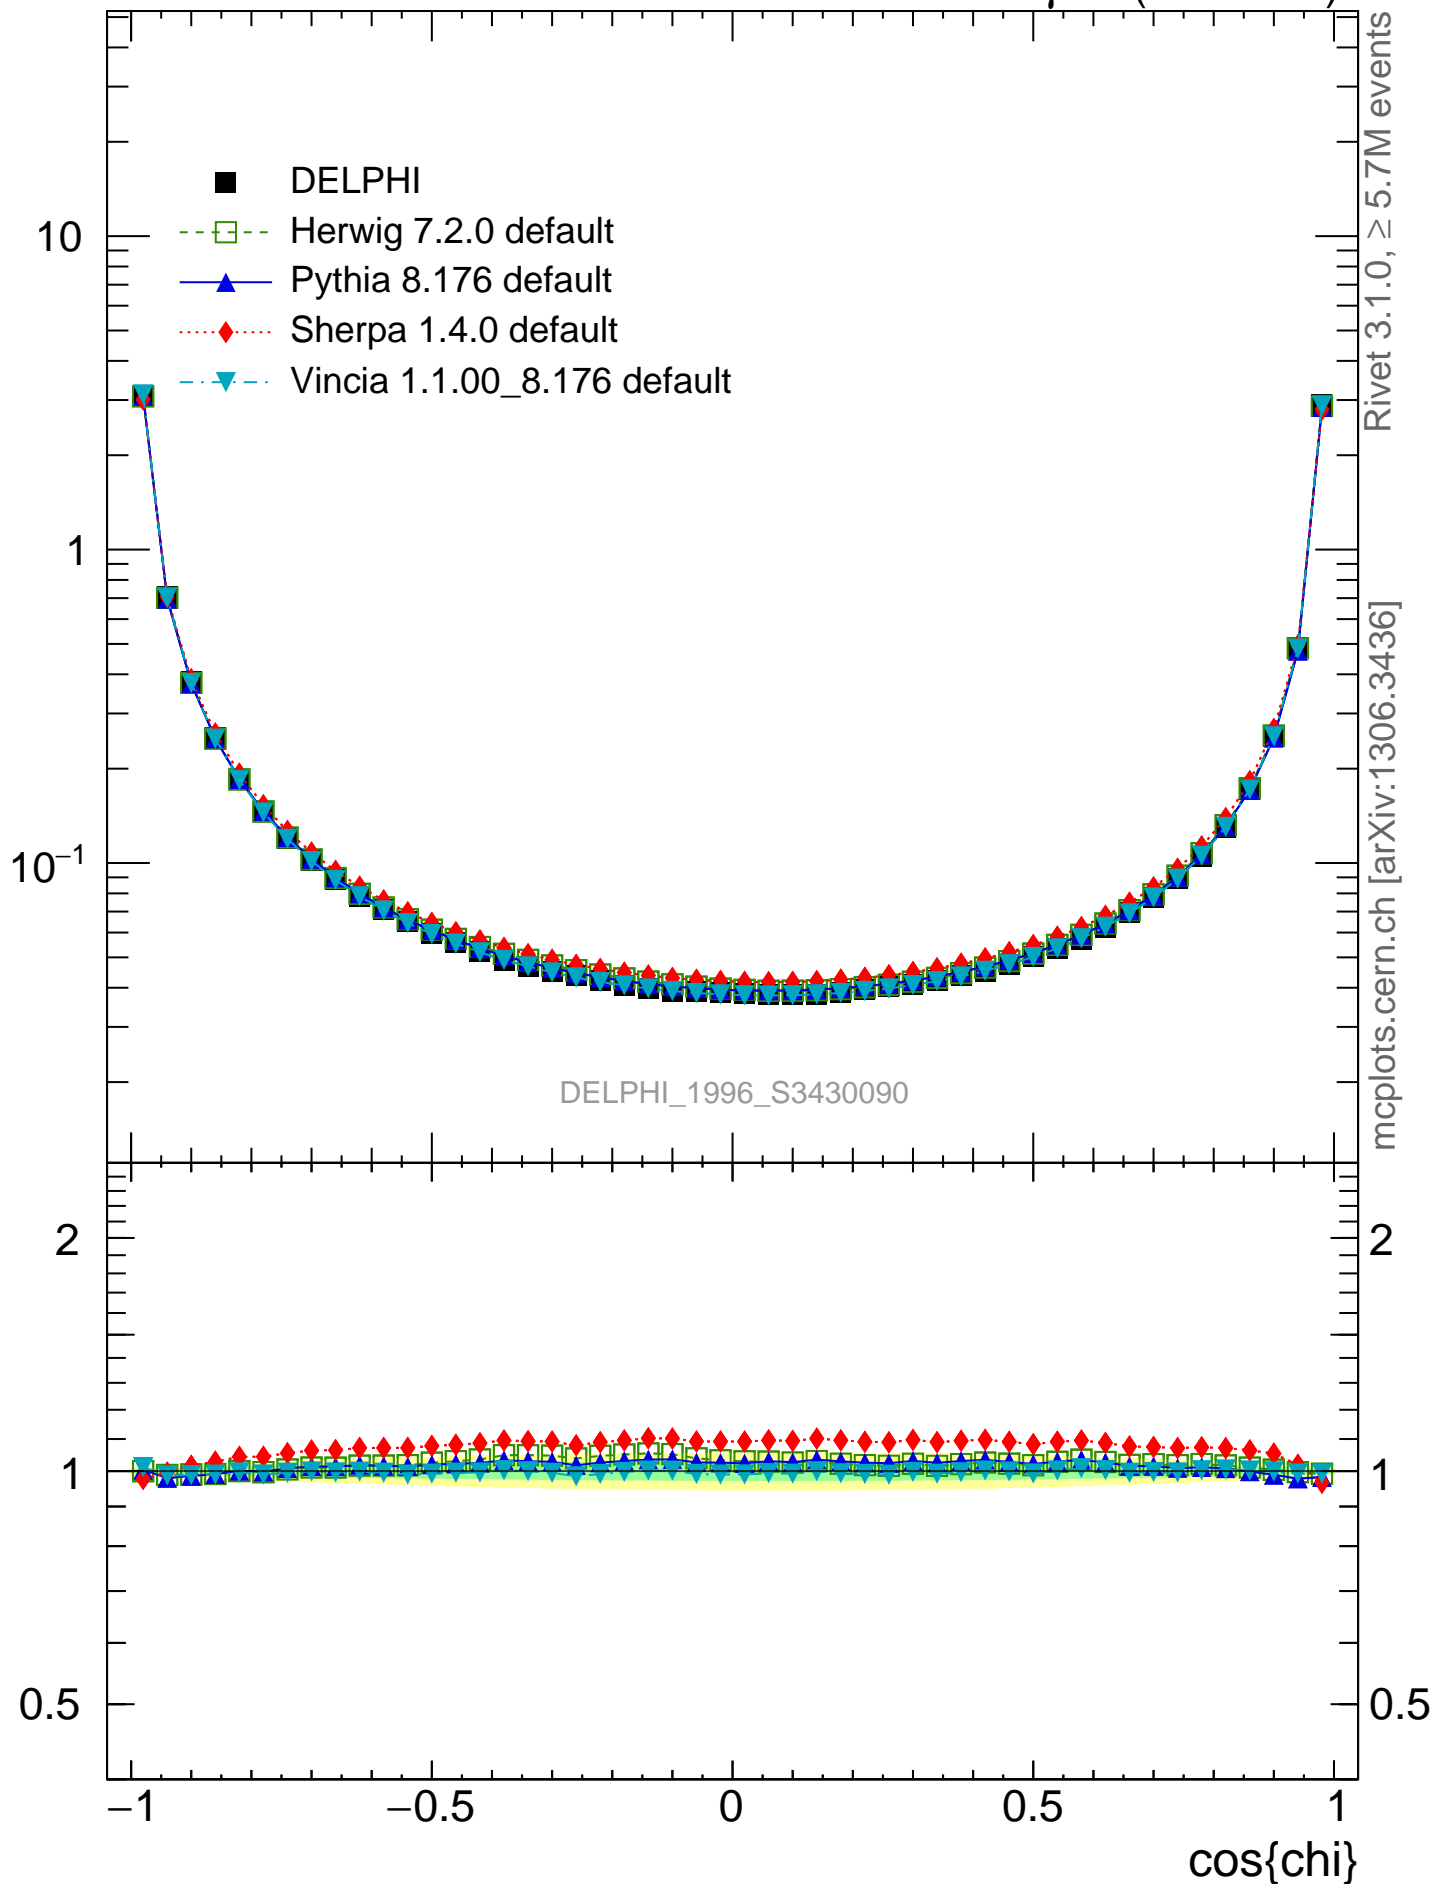 10
1
10⁻¹
DELPHI
Herwig 7.2.0 default
Pythia 8.176 default
Sherpa 1.4.0 default
Vincia 1.1.00_8.176 default
DELPHI_1996_S3430090
Rivet 3.1.0, ≥ 5.7M events
mcplots.cern.ch [arXiv:1306.3436]
2
1
0.5
2
1
0.5
−1 −0.5 0 0.5 1
cos{chi}